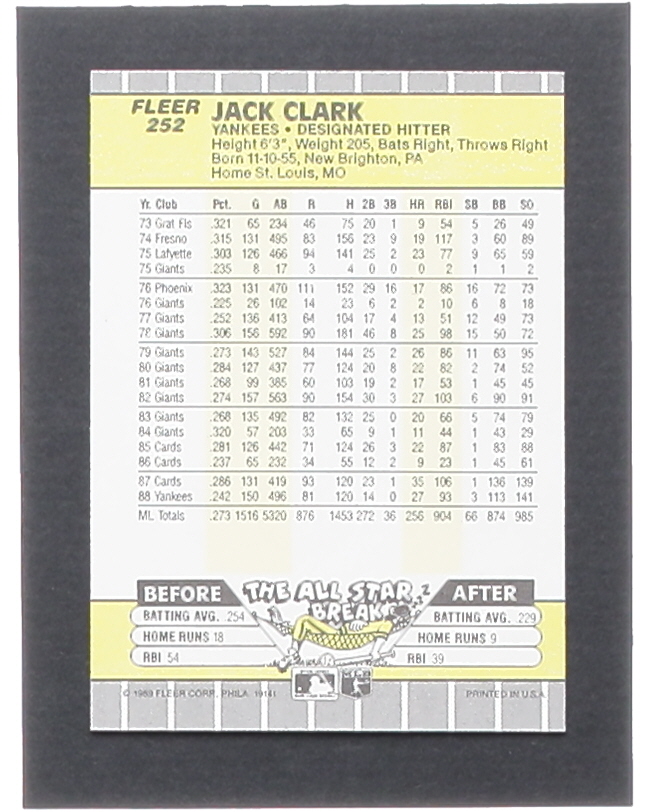 FLEER
252
JACK CLARK
YANKEES • DESIGNATED HITTER
Height 6'3", Weight 205, Bats Right, Throws Right
Born 11-10-55, New Brighton, PA
Home St. Louis, MO
Yr. Club Pct. G AB R H 2B 3B HR RBI SB BB SO
73 Grat Fls .321 65 234 46 75 20 1 9 54 5 26 49
74 Fresno .315 131 495 83 156 23 9 19 117 3 60 89
75 Lafyette .303 126 466 94 141 25 2 23 77 9 65 59
75 Giants .235 8 17 3 4 0 0 0 2 1 1 2
76 Phoenix .323 131 470 111 152 29 16 17 86 16 72 73
76 Giants .225 26 102 14 23 6 2 2 10 6 8 18
77 Giants .252 136 413 64 104 17 4 13 51 12 49 73
78 Giants .306 156 592 90 181 46 8 25 98 15 50 72
79 Giants .273 143 527 84 144 25 2 26 86 11 63 95
80 Giants .284 127 437 77 124 20 8 22 82 2 74 52
81 Giants .268 99 385 60 103 19 2 17 53 1 45 45
82 Giants .274 157 563 90 154 30 3 27 103 6 90 91
83 Giants .268 135 492 82 132 25 0 20 66 5 74 79
84 Giants .320 57 203 33 65 9 1 11 44 1 43 29
85 Cards .281 126 442 71 124 26 3 22 87 1 83 88
86 Cards .237 65 232 34 55 12 2 9 23 1 45 61
87 Cards .286 131 419 93 120 23 1 35 106 1 136 139
88 Yankees .242 150 496 81 120 14 0 27 93 3 113 141
ML Totals .273 1516 5320 876 1453 272 36 256 904 66 874 985
BEFORE THE ALL STAR BREAK AFTER
BATTING AVG. .254 BATTING AVG. .229
HOME RUNS 18 HOME RUNS 9
RBI 54 RBI 39
© 1989 FLEER CORP. PHILA. 19141 PRINTED IN U.S.A.